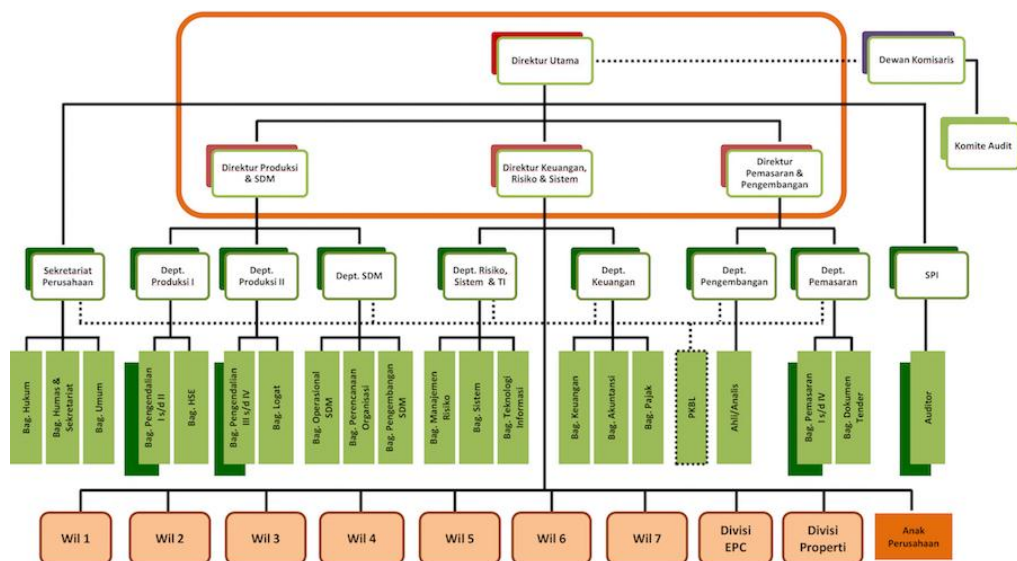 Direktur Utama
Dewan Komisaris
Komite Audit
Direktur Produksi
& SDM
Direktur Keuangan,
Risiko & Sistem
Direktur
Pemasaran &
Pengembangan
Sekretariat
Perusahaan
Dept.
Produksi I
Dept.
Produksi II
Dept. SDM
Dept. Risiko,
Sistem & TI
Dept.
Keuangan
Dept.
Pengembangan
Dept.
Pemasaran
SPI
Bag. Hukum
Bag. Humas &
Sekretariat
Bag. Umum
Bag. Pengendalian
I s/d II
Bag. HSE
Bag. Pengendalian
III s/d IV
Bag. Logat
Bag. Operasional
SDM
Bag. Perencanaan
Organisasi
Bag. Pengembangan
SDM
Bag. Manajemen
Risiko
Bag. Sistem
Bag. Teknologi
Informasi
Bag. Keuangan
Bag. Akuntansi
Bag. Pajak
PKBL
Ahli/Analis
Bag. Pemasaran
I s/d IV
Bag. Dokumen
Tender
Auditor
Wil 1
Wil 2
Wil 3
Wil 4
Wil 5
Wil 6
Wil 7
Divisi
EPC
Divisi
Properti
Anak
Perusahaan